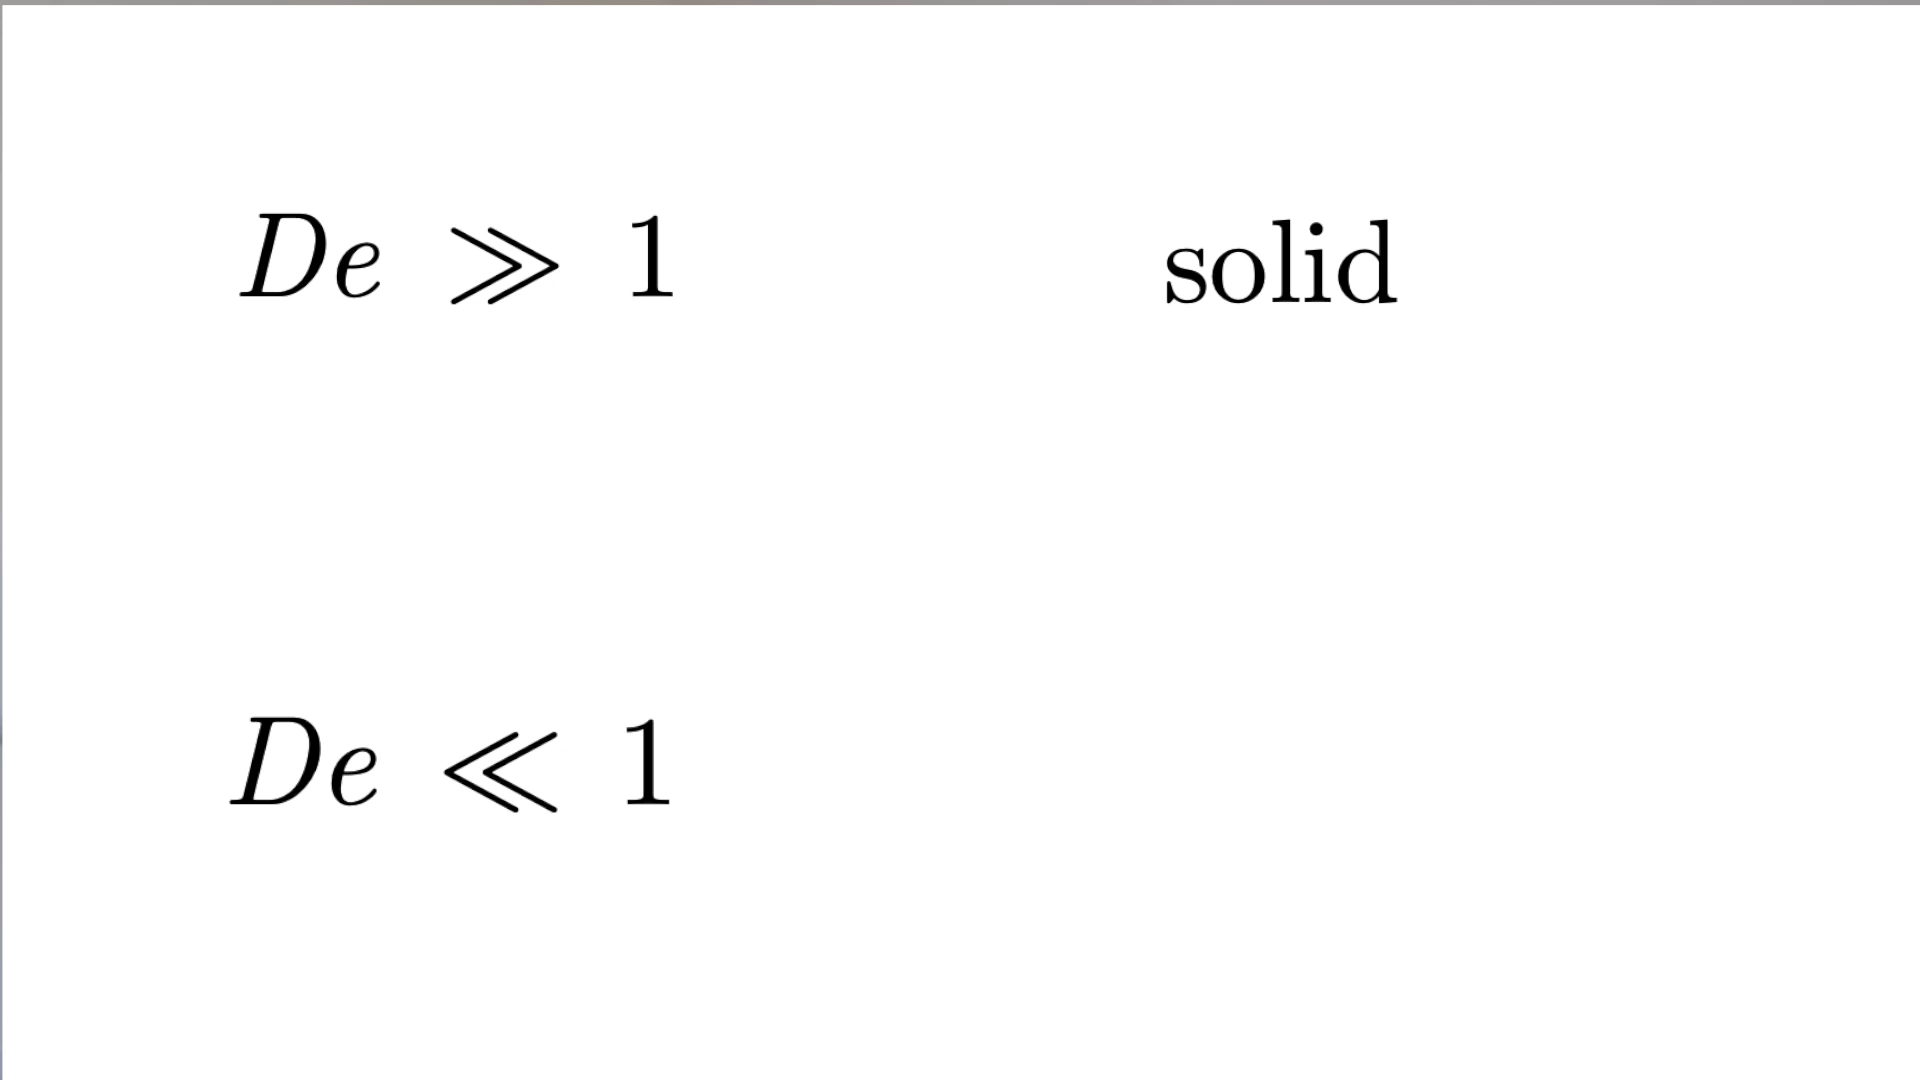 De ≫ 1 solid
De ≪ 1